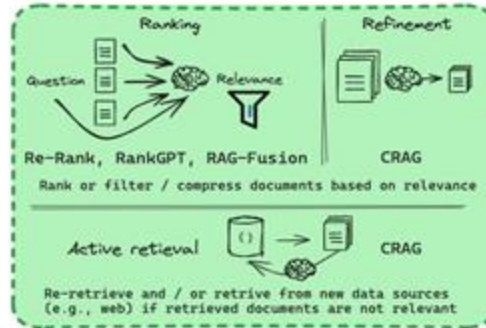 Ranking
Refinement
Question
Relevance
Re-Rank, RankGPT, RAG-Fusion
CRAG
Rank or filter / compress documents based on relevance
Active retieval
{}
CRAG
Re-retrieve and / or retrive from new data sources
(e.g., web) if retrieved documents are not relevant